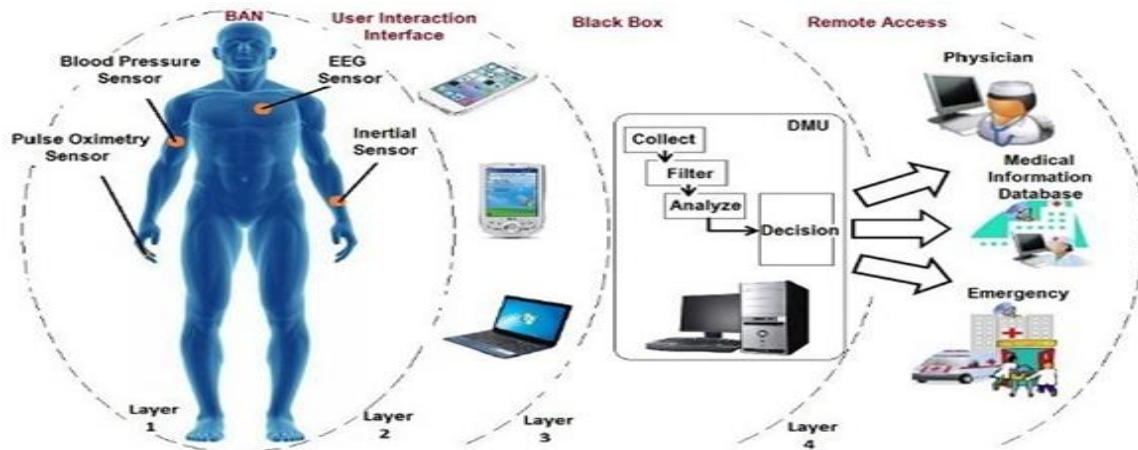 BAN
User Interaction
Interface
Black Box
Remote Access
Blood Pressure
Sensor
EEG
Sensor
Pulse Oximetry
Sensor
Inertial
Sensor
DMU
Collect
Filter
Analyze
Decision
Physician
Medical
Information
Database
Emergency
Layer
1
Layer
2
Layer
3
Layer
4